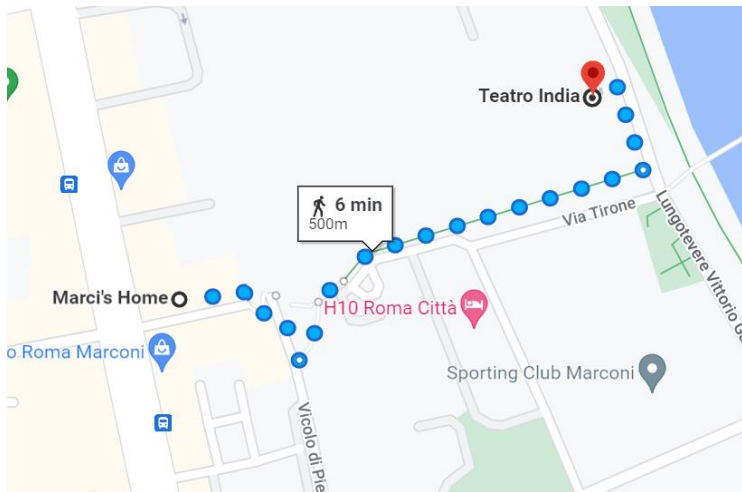 Teatro India
6 min
500m
Via Tirone
Lungotevere Vittorio Ga
Marci's Home
H10 Roma Città
o Roma Marconi
Sporting Club Marconi
Vicolo di Pie